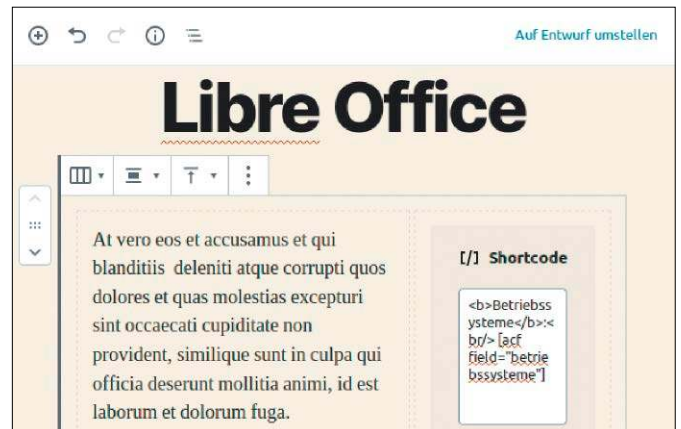 Auf Entwurf umstellen
Libre Office
At vero eos et accusamus et qui
blanditiis deleniti atque corrupti quos
dolores et quas molestias excepturi
sint occaecati cupiditate non
provident, similique sunt in culpa qui
officia deserunt mollitia animi, id est
laborum et dolorum fuga.
[/] Shortcode
<b>Betriebss
ysteme</b>:<
br/> [acf
field="betrie
bssysteme"]